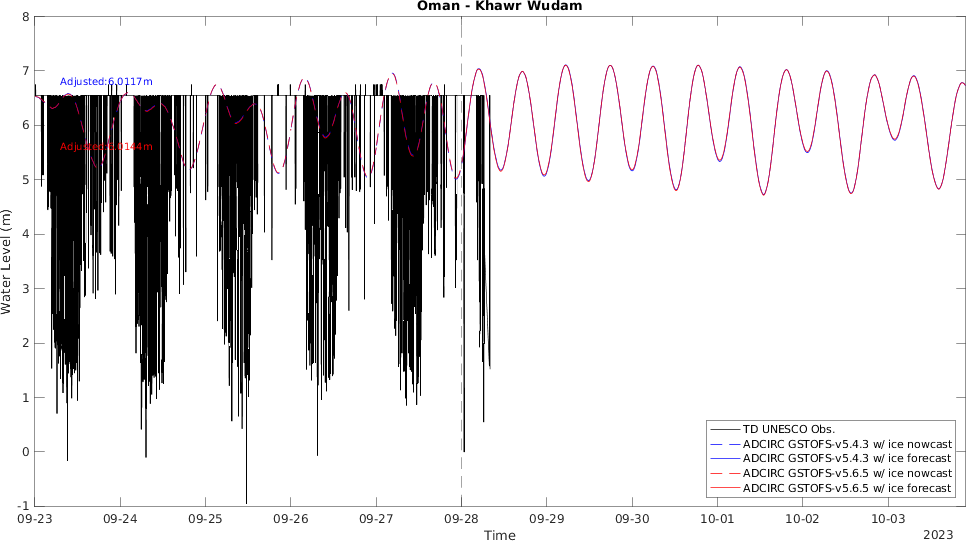 Oman - Khawr Wudam
8
7
6
5
4
3
2
1
0
-1
Water Level (m)
Adjusted:6.0117m
TD UNESCO Obs.
ADCIRC GSTOFS-v5.4.3 w/ ice nowcast
ADCIRC GSTOFS-v5.4.3 w/ ice forecast
ADCIRC GSTOFS-v5.6.5 w/ ice nowcast
ADCIRC GSTOFS-v5.6.5 w/ ice forecast
09-23 09-24 09-25 09-26 09-27 09-28 09-29 09-30 10-01 10-02 10-03
Time
2023